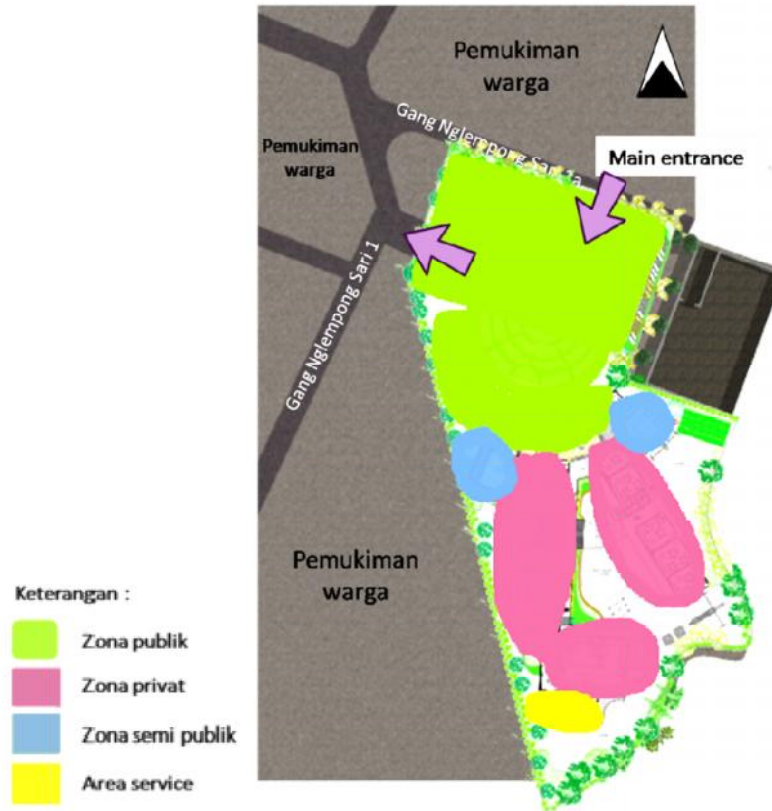 Pemukiman
warga
Gang Nglempong Sari 1a
Pemukiman
warga
Main entrance
Gang Nglempong Sari 1
Pemukiman
warga
Keterangan :
Zona publik
Zona privat
Zona semi publik
Area service